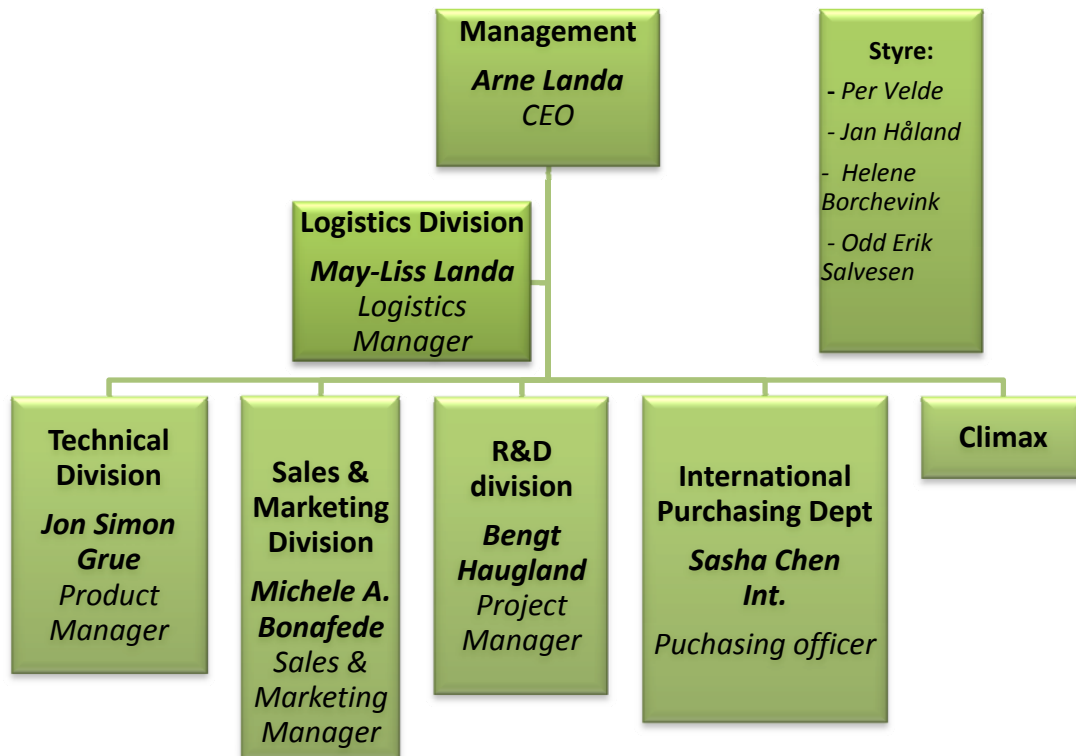 Management
Arne Landa
CEO
Styre:
- Per Velde
- Jan Håland
- Helene
Borchevink
- Odd Erik
Salvesen
Logistics Division
May-Liss Landa
Logistics
Manager
Technical
Division
Jon Simon
Grue
Product
Manager
Sales &
Marketing
Division
Michele A.
Bonafede
Sales &
Marketing
Manager
R&D
division
Bengt
Haugland
Project
Manager
International
Purchasing Dept
Sasha Chen
Int.
Puchasing officer
Climax